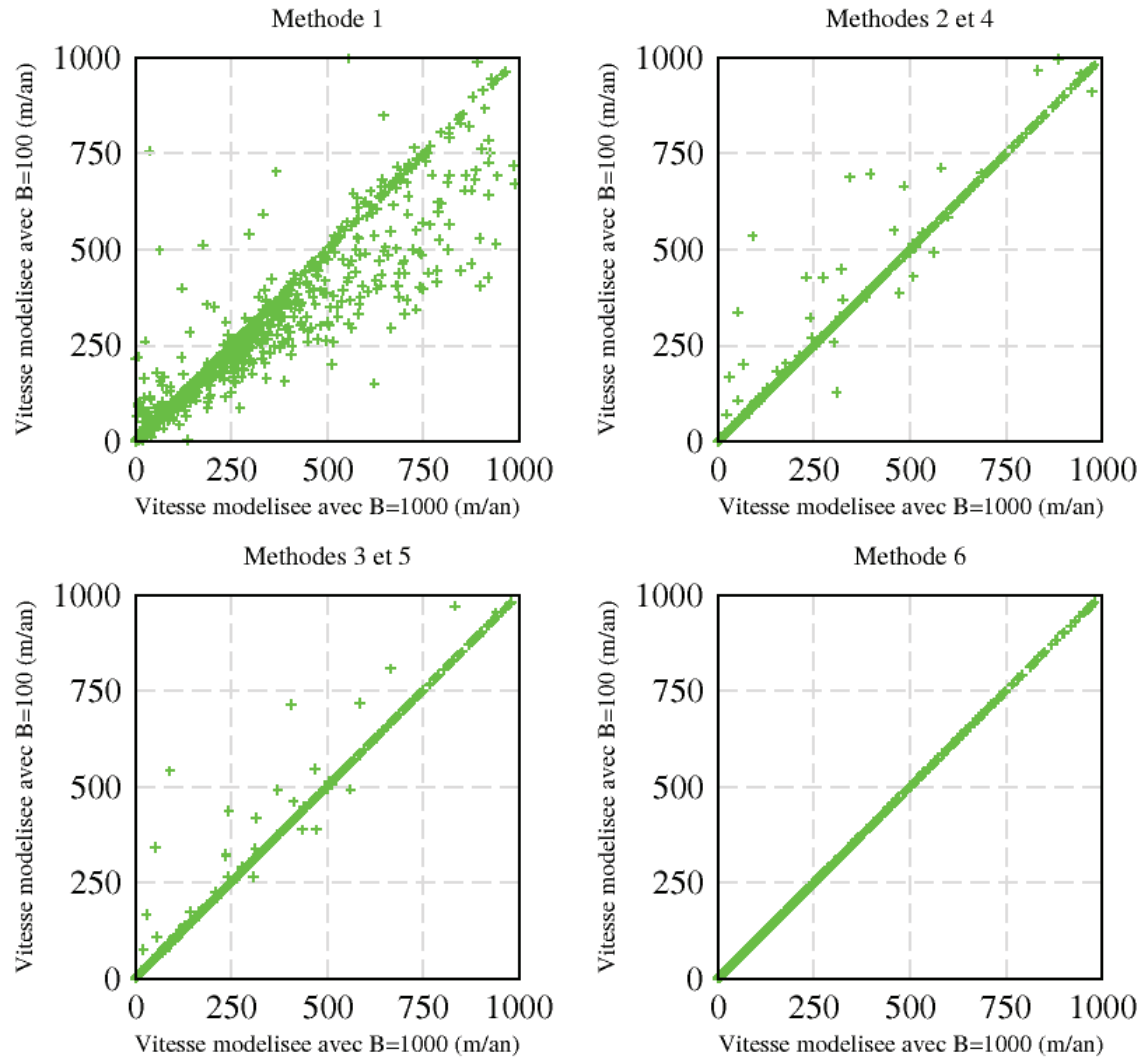 Methode 1
Vitesse modelisee avec B=100 (m/an)
1000
750
500
250
0
0 250 500 750 1000
Vitesse modelisee avec B=1000 (m/an)
Methodes 2 et 4
Vitesse modelisee avec B=100 (m/an)
1000
750
500
250
0
0 250 500 750 1000
Vitesse modelisee avec B=1000 (m/an)
Methodes 3 et 5
Vitesse modelisee avec B=100 (m/an)
1000
750
500
250
0
0 250 500 750 1000
Vitesse modelisee avec B=1000 (m/an)
Methode 6
Vitesse modelisee avec B=100 (m/an)
1000
750
500
250
0
0 250 500 750 1000
Vitesse modelisee avec B=1000 (m/an)